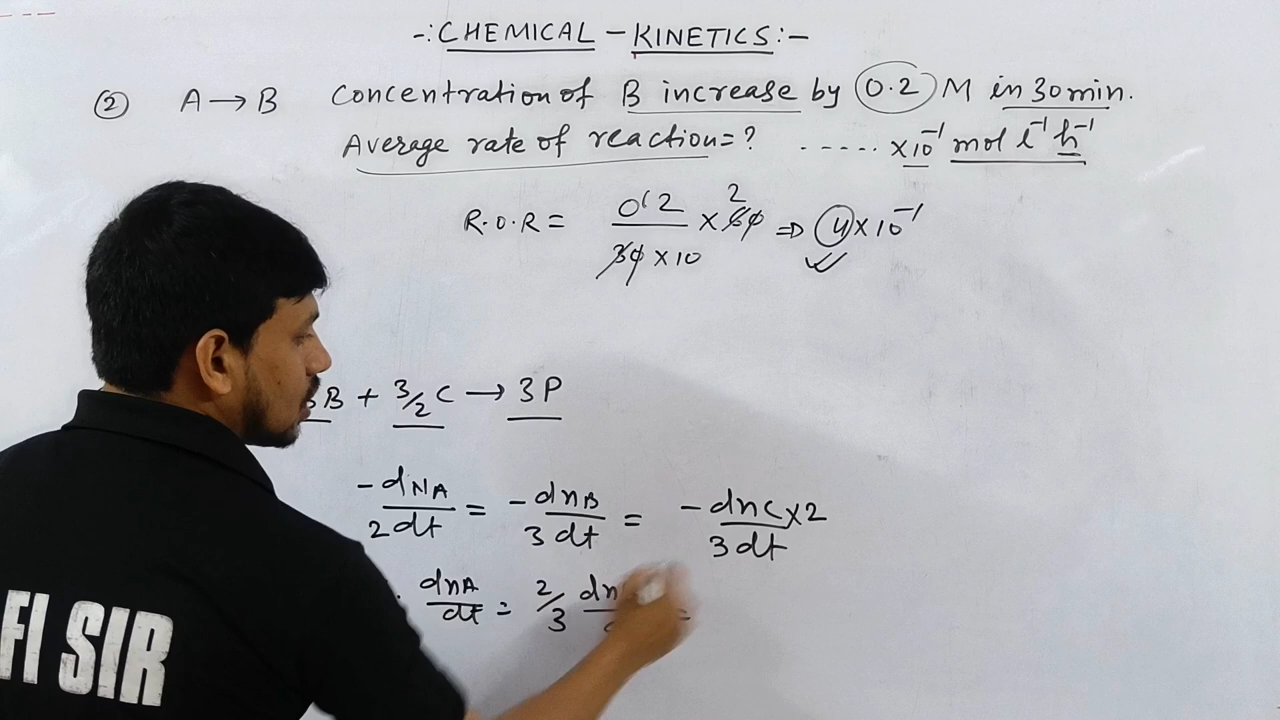 -: CHEMICAL - KINETICS :-
② A → B Concentration of B increase by 0.2 M in 30 min.
Average rate of reaction = ? ..... x10⁻¹ mol l⁻¹ h⁻¹
R.O.R = 0.2 / 30 x 10 x 60 2 ⇒ 4 x 10⁻¹
3B + 3/2 C → 3P
-dNA / 2dt = -dnB / 3dt = -dnC x 2 / 3dt
dnA / dt = 2/3 dn =
FI SIR